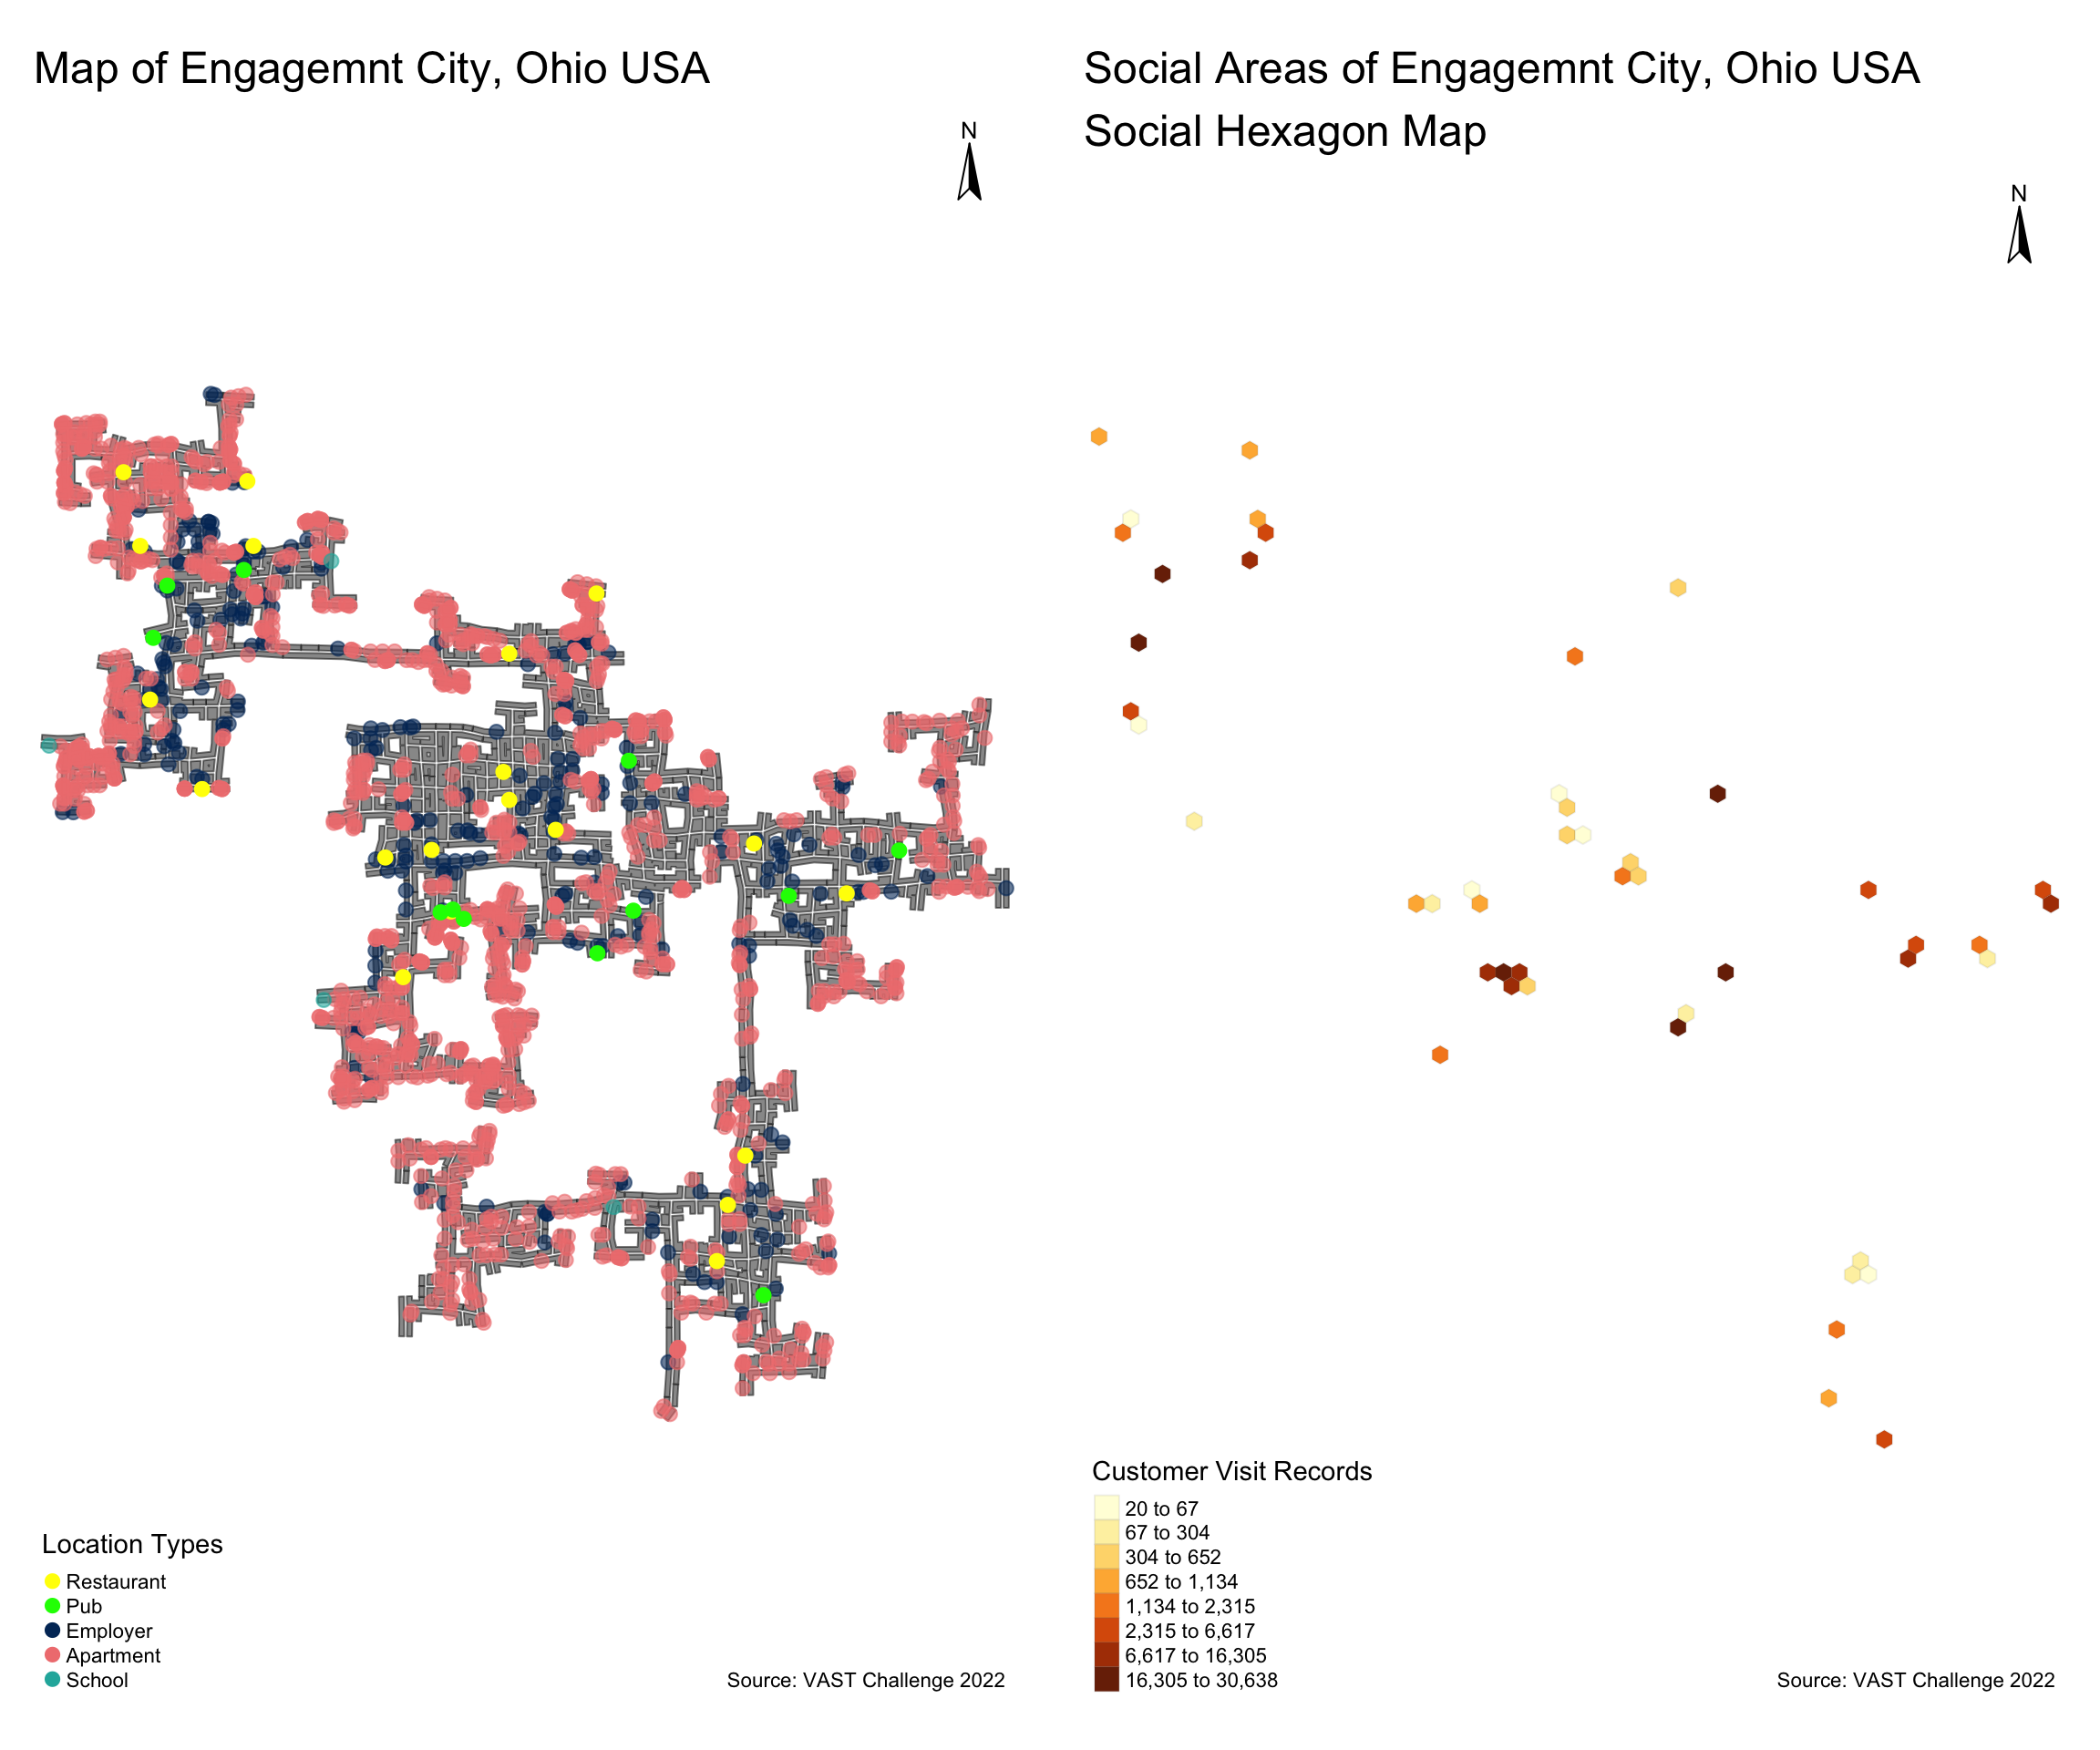 Map of Engagemnt City, Ohio USA
N
Location Types
Restaurant
Pub
Employer
Apartment
School
Source: VAST Challenge 2022
Social Areas of Engagemnt City, Ohio USA
Social Hexagon Map
N
Customer Visit Records
20 to 67
67 to 304
304 to 652
652 to 1,134
1,134 to 2,315
2,315 to 6,617
6,617 to 16,305
16,305 to 30,638
Source: VAST Challenge 2022